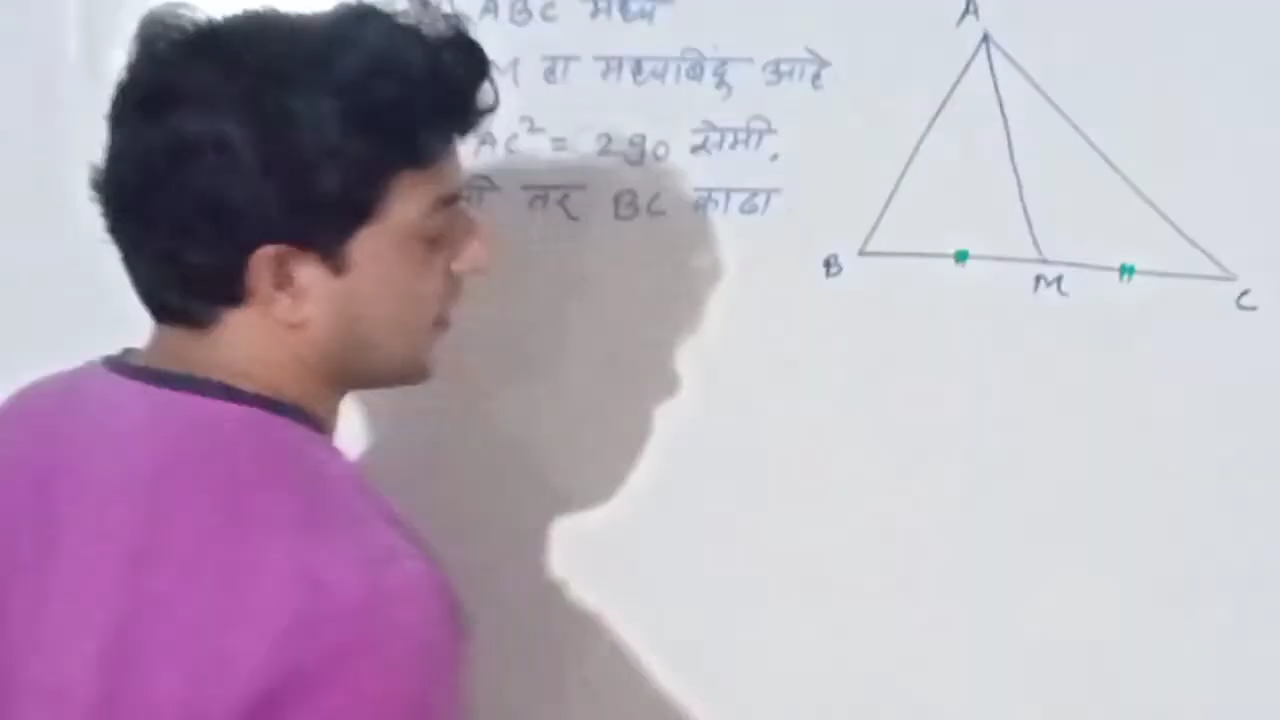 ABC मध्ये
M हा मध्यबिंदू आहे
AC² = 290 सेमी.
तर BC काढा
A
B
M
C